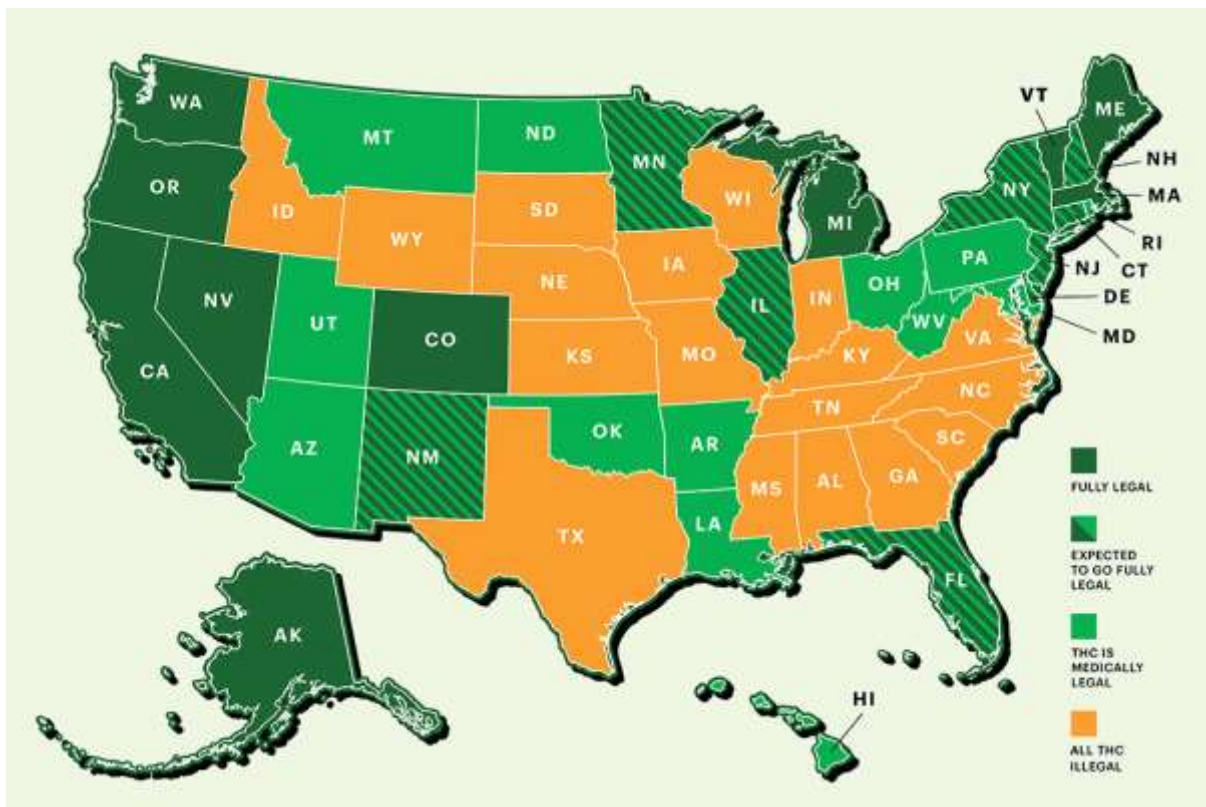 VT
ME
WA
MT
ND
MN
NH
OR
NY
MA
ID
SD
WI
MI
WY
RI
PA
IA
NJ
CT
NE
OH
IN
NV
IL
DE
UT
WV
CO
VA
MD
KS
MO
KY
CA
NC
TN
OK
AR
SC
AZ
NM
MS
AL
GA
FULLY LEGAL
LA
TX
EXPECTED
TO GO FULLY
LEGAL
FL
AK
THC IS
MEDICALLY
LEGAL
HI
ALL THC
ILLEGAL